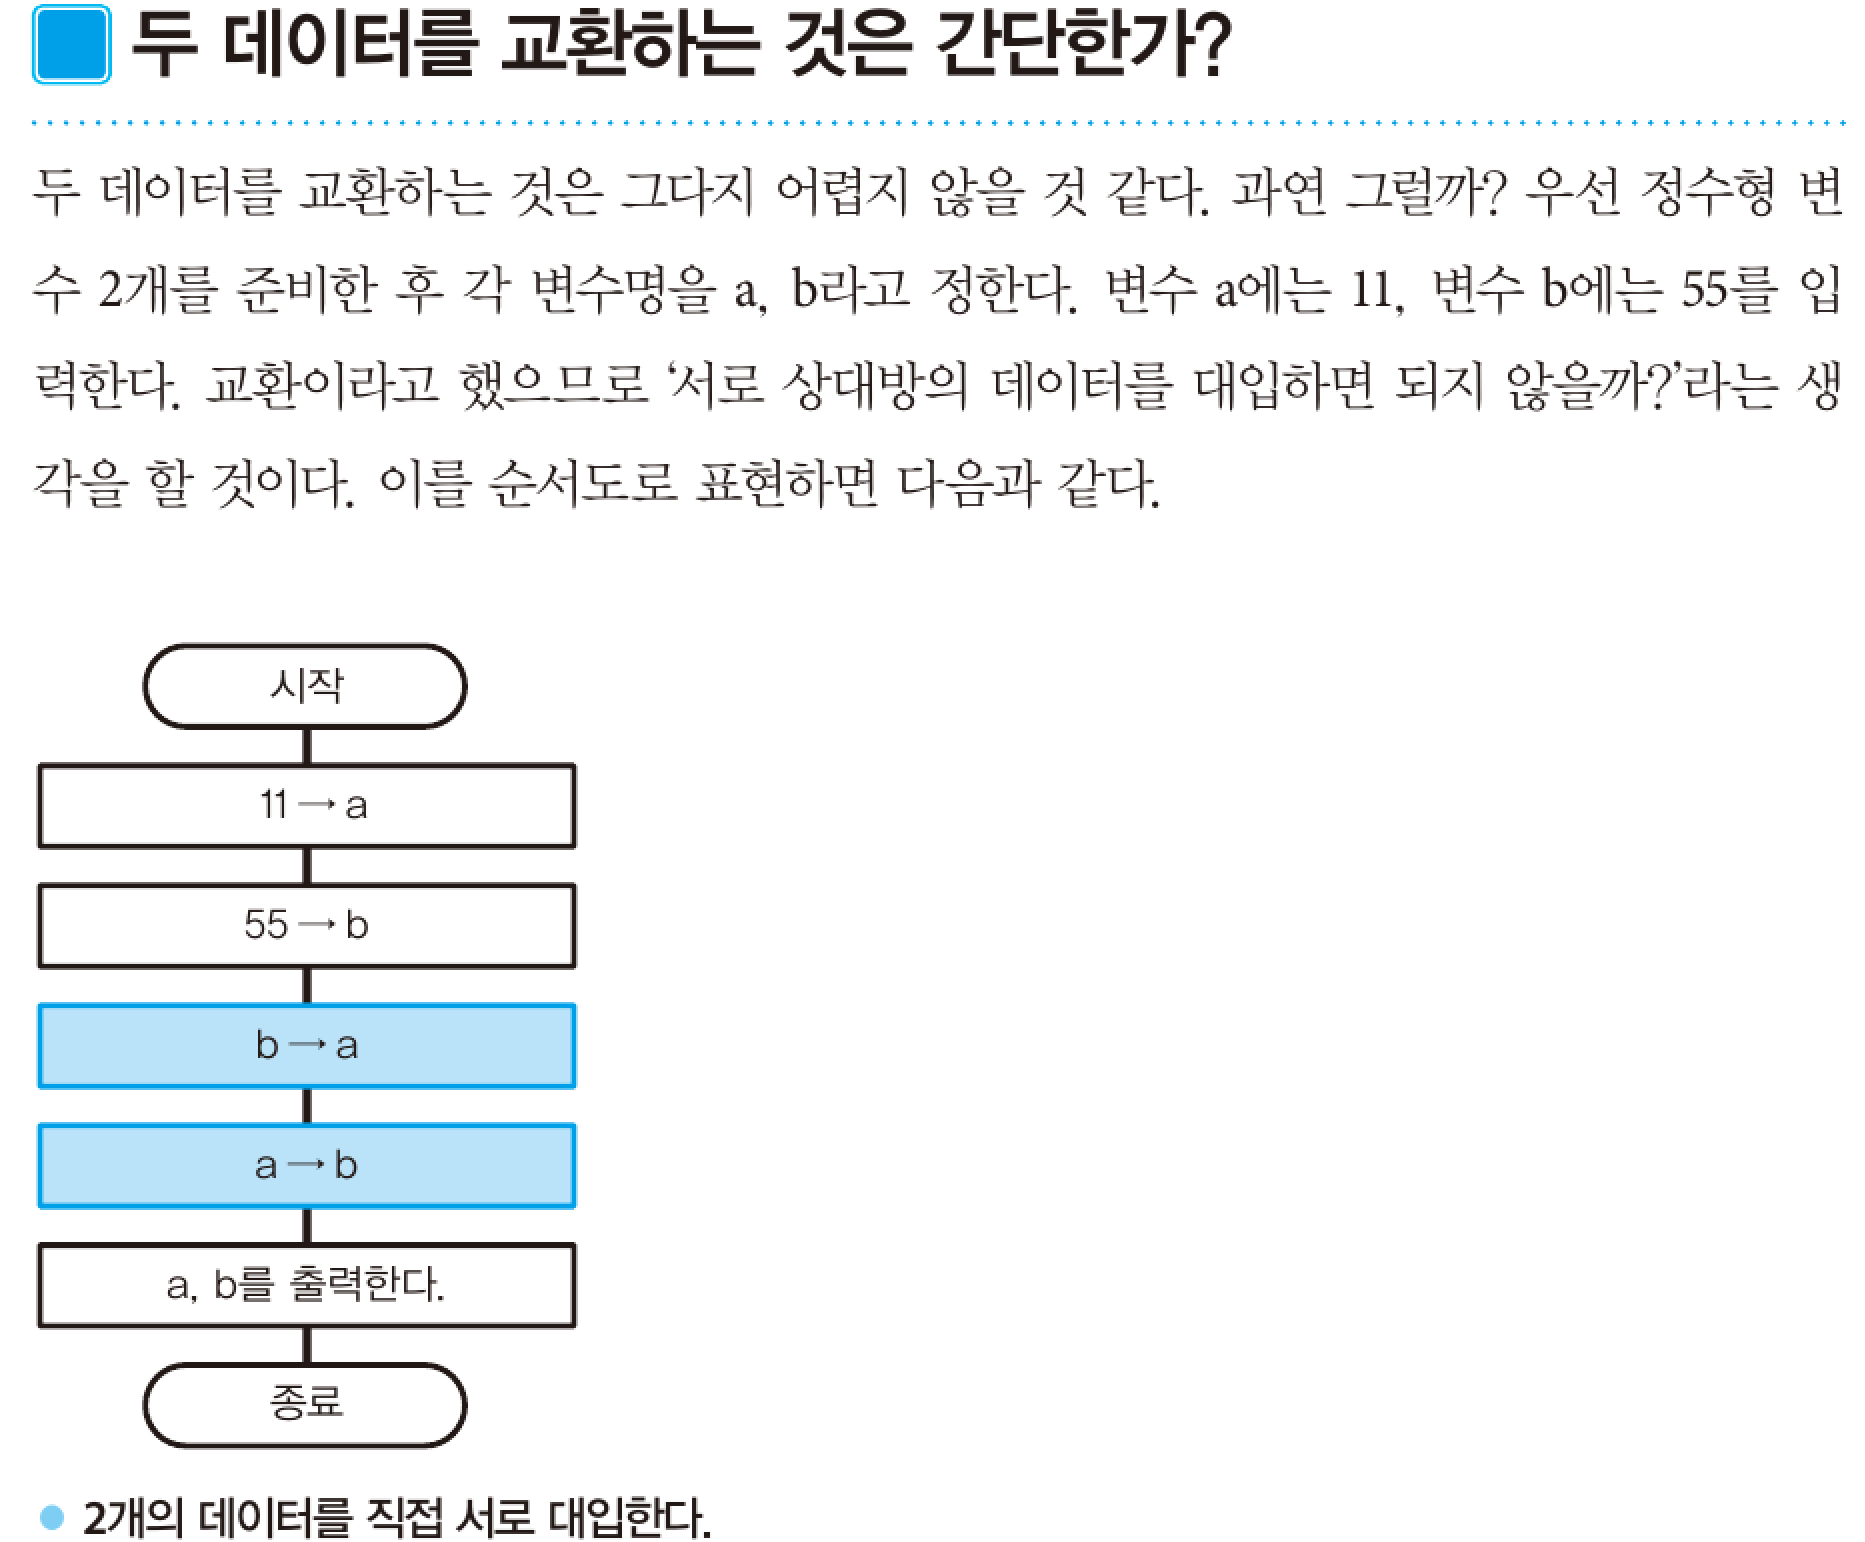 두 데이터를 교환하는 것은 간단한가?
두 데이터를 교환하는 것은 그다지 어렵지 않을 것 같다. 과연 그럴까? 우선 정수형 변
수 2개를 준비한 후 각 변수명을 a, b라고 정한다. 변수 a에는 11, 변수 b에는 55를 입
력한다. 교환이라고 했으므로 ‘서로 상대방의 데이터를 대입하면 되지 않을까?’라는 생
각을 할 것이다. 이를 순서도로 표현하면 다음과 같다.
시작
11 → a
55 → b
b → a
a → b
a, b를 출력한다.
종료
● 2개의 데이터를 직접 서로 대입한다.